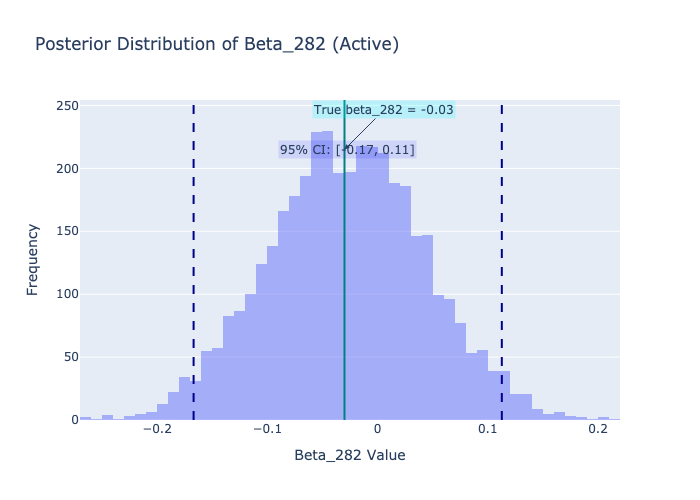 Posterior Distribution of Beta_282 (Active)
250
True beta_282 = -0.03
95% CI: [-0.17, 0.11]
200
150
100
50
0
Frequency
−0.2
−0.1
0
0.1
0.2
Beta_282 Value